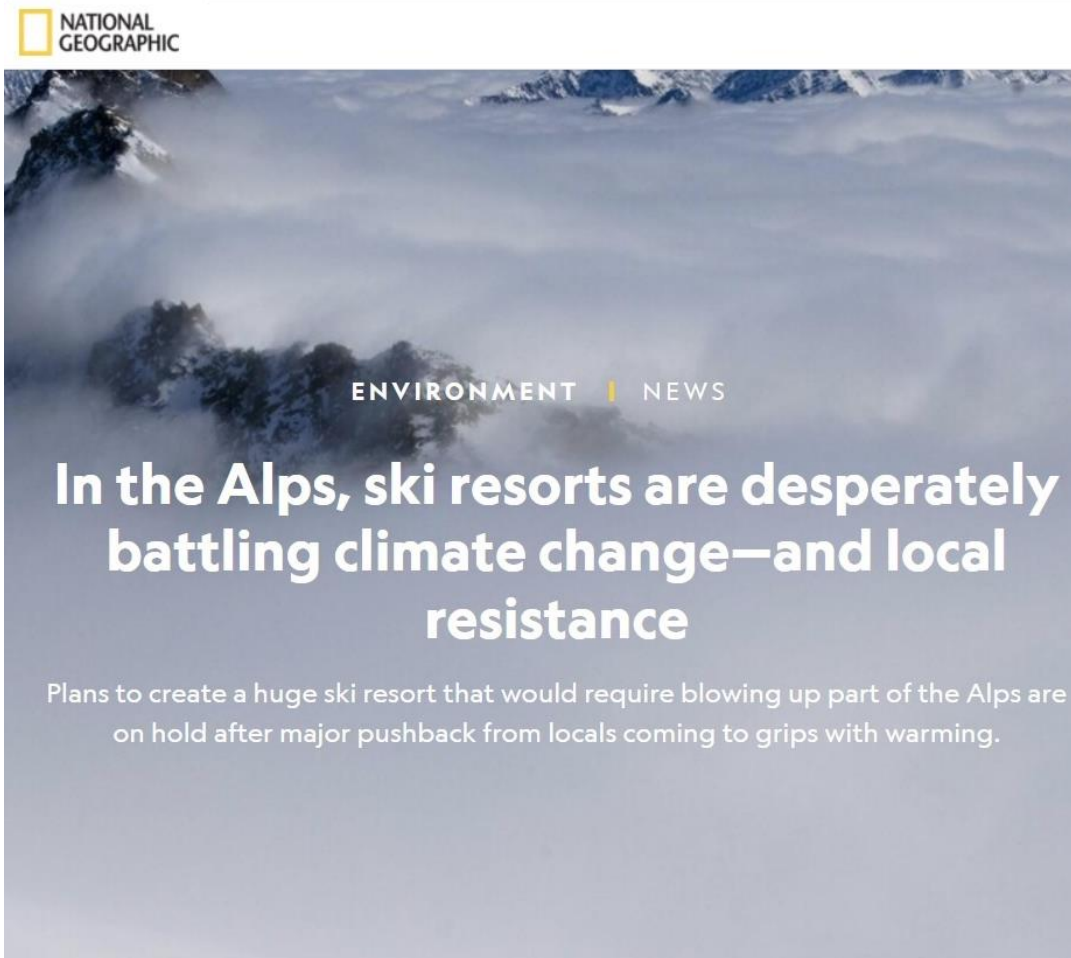 NATIONAL
GEOGRAPHIC
ENVIRONMENT | NEWS
In the Alps, ski resorts are desperately
battling climate change—and local
resistance
Plans to create a huge ski resort that would require blowing up part of the Alps are
on hold after major pushback from locals coming to grips with warming.